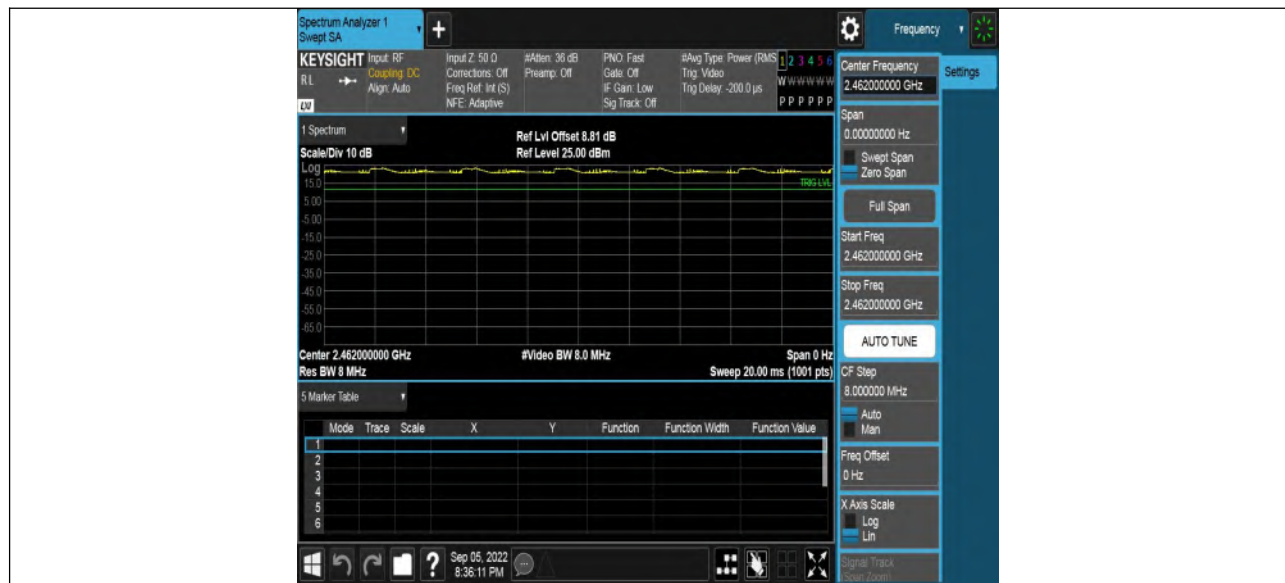 Spectrum Analyzer 1
Swept SA
Frequency
KEYSIGHT
Input: RF
Coupling: DC
Align: Auto
Input Z: 50 Ω
Corrections: Off
Freq Ref: Int (S)
NFE: Adaptive
#Atten: 36 dB
Preamp: Off
PNO: Fast
Gate: Off
IF Gain: Low
Sig Track: Off
#Avg Type: Power (RMS
Trig: Video
Trig Delay: -200.0 µs
1 2 3 4 5 6
W W W W W W
P P P P P P
R L
LXI
1 Spectrum
Scale/Div 10 dB
Ref Lvl Offset 8.81 dB
Ref Level 25.00 dBm
Log
15.0
5.00
-5.00
-15.0
-25.0
-35.0
-45.0
-55.0
-65.0
TRIG LVL
Center 2.462000000 GHz
#Video BW 8.0 MHz
Span 0 Hz
Res BW 8 MHz
Sweep 20.00 ms (1001 pts)
5 Marker Table
Mode Trace Scale X Y Function Function Width Function Value
1
2
3
4
5
6
Sep 05, 2022
8:36:11 PM
Center Frequency
2.462000000 GHz
Settings
Span
0.00000000 Hz
Swept Span
Zero Span
Full Span
Start Freq
2.462000000 GHz
Stop Freq
2.462000000 GHz
AUTO TUNE
CF Step
8.000000 MHz
Auto
Man
Freq Offset
0 Hz
X Axis Scale
Log
Lin
Signal Track
(Span Zoom)